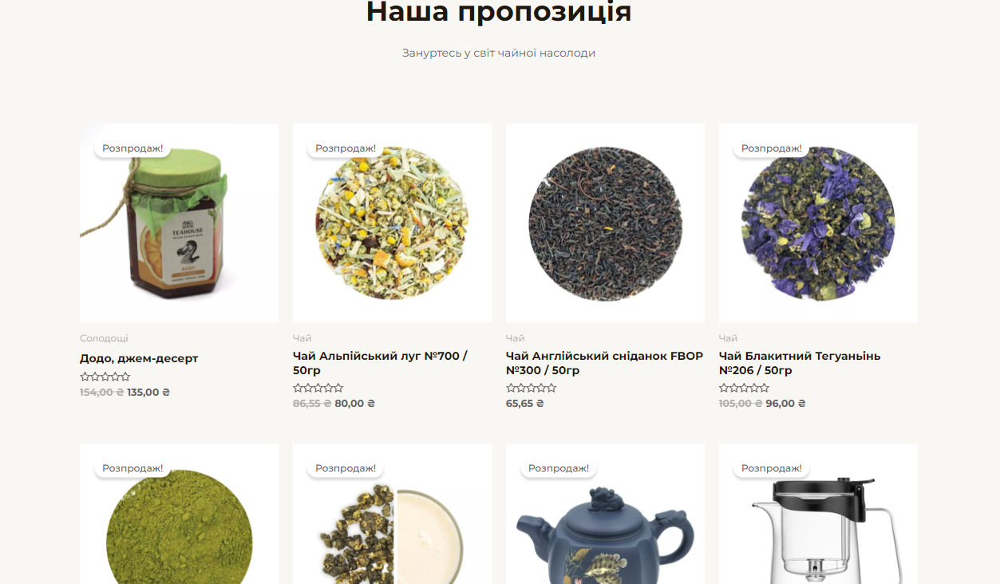 Наша пропозиція
Зануртесь у світ чайної насолоди
Розпродаж!
Розпродаж!
Розпродаж!
TEAHOUSE
Солодощі
Чай
Чай
Чай
Додо, джем-десерт
Чай Альпійський луг №700 /
50гр
Чай Англійський сніданок FBOP
№300 / 50гр
Чай Блакитний Тегуаньінь
№206 / 50гр
154,00 ₴ 135,00 ₴
86,55 ₴ 80,00 ₴
65,65 ₴
105,00 ₴ 96,00 ₴
Розпродаж!
Розпродаж!
Розпродаж!
Розпродаж!